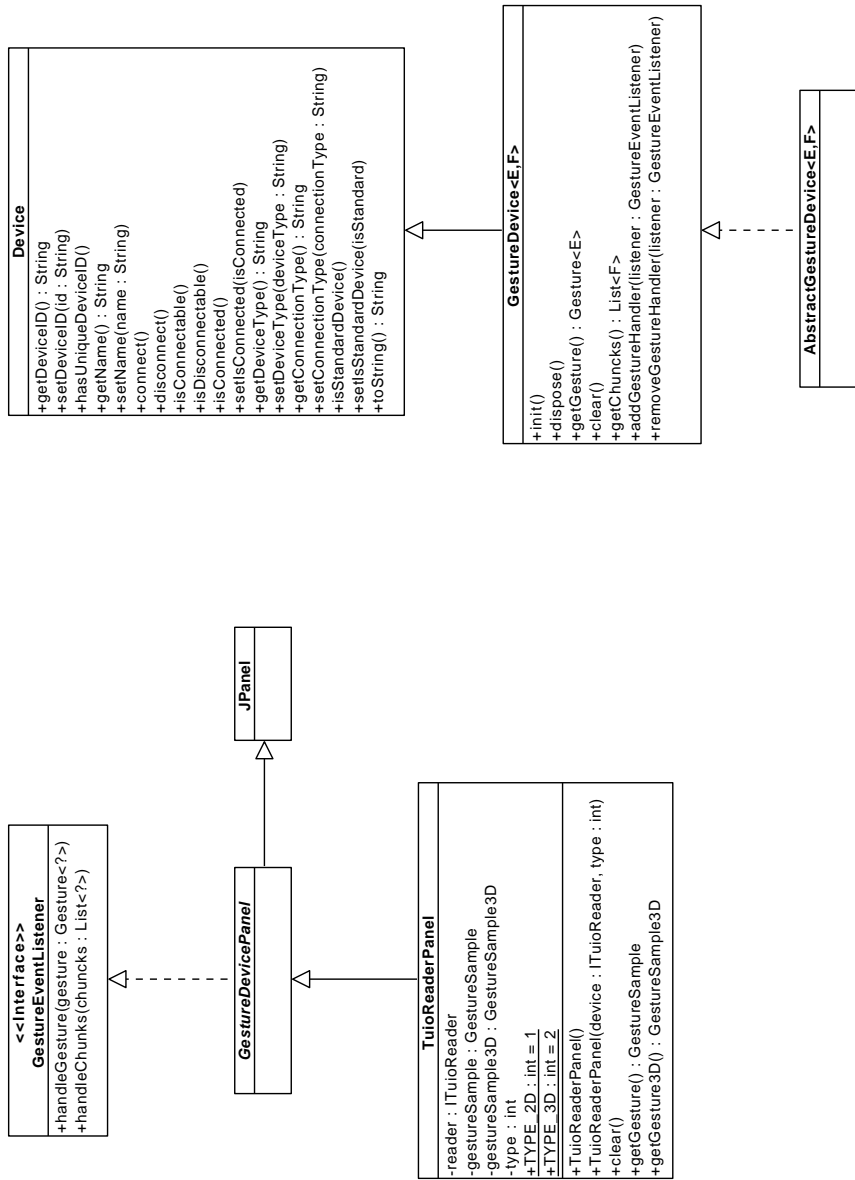 <<Interface>>
GestureEventListener
+handleGesture(gesture : Gesture<?>)
+handleChunks(chuncks : List<?>)
GestureDevicePanel
JPanel
TuioReaderPanel
-reader : ITuioReader
-gestureSample : GestureSample
-gestureSample3D : GestureSample3D
-type : int
+TYPE_2D : int = 1
+TYPE_3D : int = 2
+TuioReaderPanel()
+TuioReaderPanel(device : ITuioReader, type : int)
+clear()
+getGesture() : GestureSample
+getGesture3D() : GestureSample3D
Device
+getDeviceID() : String
+setDeviceID(id : String)
+hasUniqueDeviceID()
+getName() : String
+setName(name : String)
+connect()
+disconnect()
+isConnectable()
+isDisconnectable()
+isConnected()
+setIsConnected(isConnected)
+getDeviceType() : String
+setDeviceType(deviceType : String)
+getConnectionType() : String
+setConnectionType(connectionType : String)
+isStandardDevice()
+setIsStandardDevice(isStandard)
+toString() : String
GestureDevice<E,F>
+init()
+dispose()
+getGesture() : Gesture<E>
+clear()
+getChuncks() : List<F>
+addGestureHandler(listener : GestureEventListener)
+removeGestureHandler(listener : GestureEventListener)
AbstractGestureDevice<E,F>